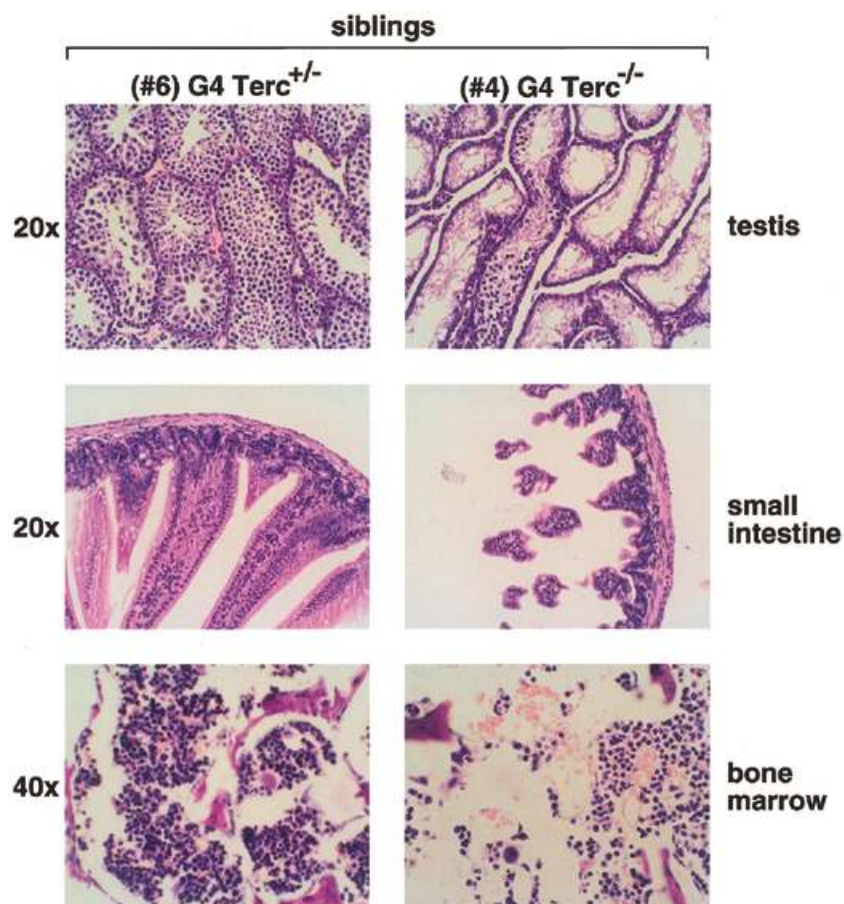 siblings
(#6) G4 Terc+/-
(#4) G4 Terc-/-
20x
testis
20x
small
intestine
40x
bone
marrow